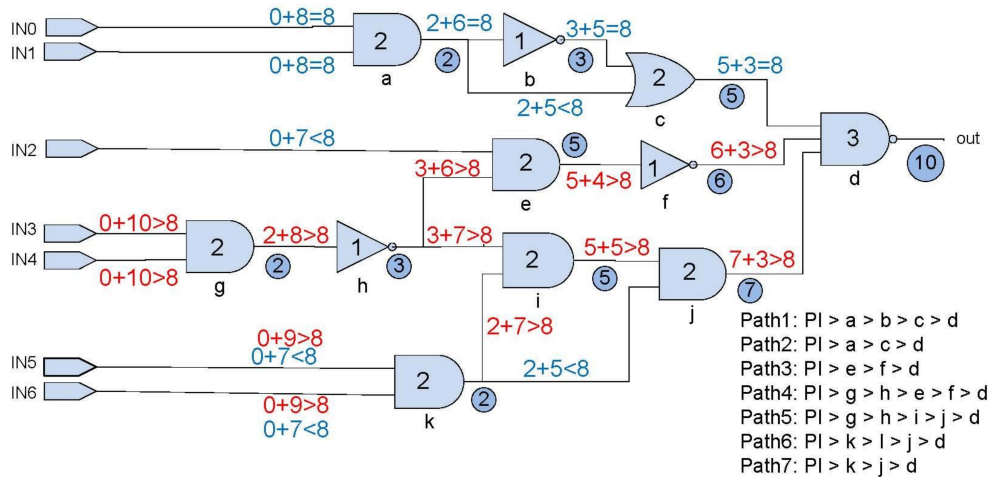 IN0
0+8=8
IN1
0+8=8
2
a
2+6=8
2
1
b
3+5=8
3
2+5<8
2
c
5+3=8
5
IN2
0+7<8
3+6>8
2
e
5
5+4>8
1
f
6+3>8
6
3
d
out
10
IN3
0+10>8
IN4
0+10>8
2
g
2+8>8
2
1
h
3
3+7>8
2
i
5+5>8
5
2
j
7+3>8
7
2+7>8
IN5
0+9>8
0+7<8
IN6
0+9>8
0+7<8
2
k
2
2+5<8
Path1: PI > a > b > c > d
Path2: PI > a > c > d
Path3: PI > e > f > d
Path4: PI > g > h > e > f > d
Path5: PI > g > h > i > j > d
Path6: PI > k > l > j > d
Path7: PI > k > j > d